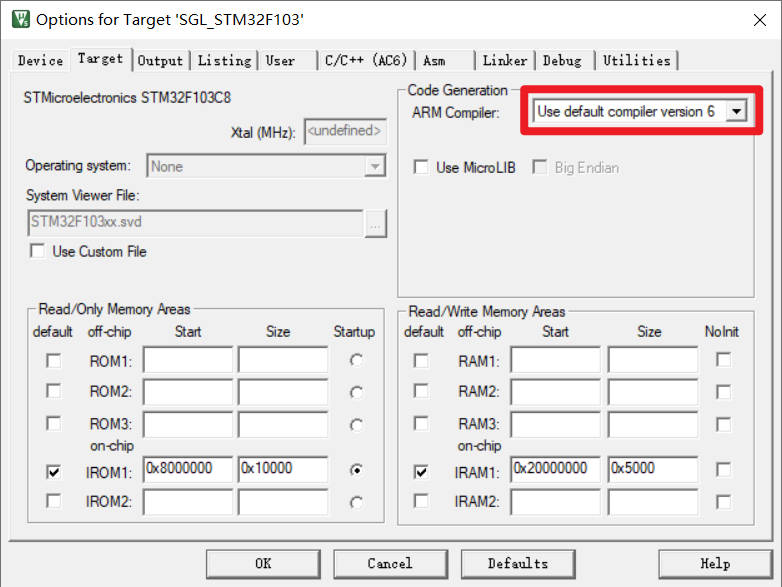 Options for Target 'SGL_STM32F103'
Device Target Output Listing User C/C++ (AC6) Asm Linker Debug Utilities
STMicroelectronics STM32F103C8
Xtal (MHz): <undefined>
Operating system: None
System Viewer File:
STM32F103xx.svd ...
Use Custom File
Code Generation
ARM Compiler: Use default compiler version 6
Use MicroLIB Big Endian
Read/Only Memory Areas
default off-chip Start Size Startup
ROM1:
ROM2:
ROM3:
on-chip
IROM1: 0x8000000 0x10000
IROM2:
Read/Write Memory Areas
default off-chip Start Size NoInit
RAM1:
RAM2:
RAM3:
on-chip
IRAM1: 0x20000000 0x5000
IRAM2:
OK Cancel Defaults Help